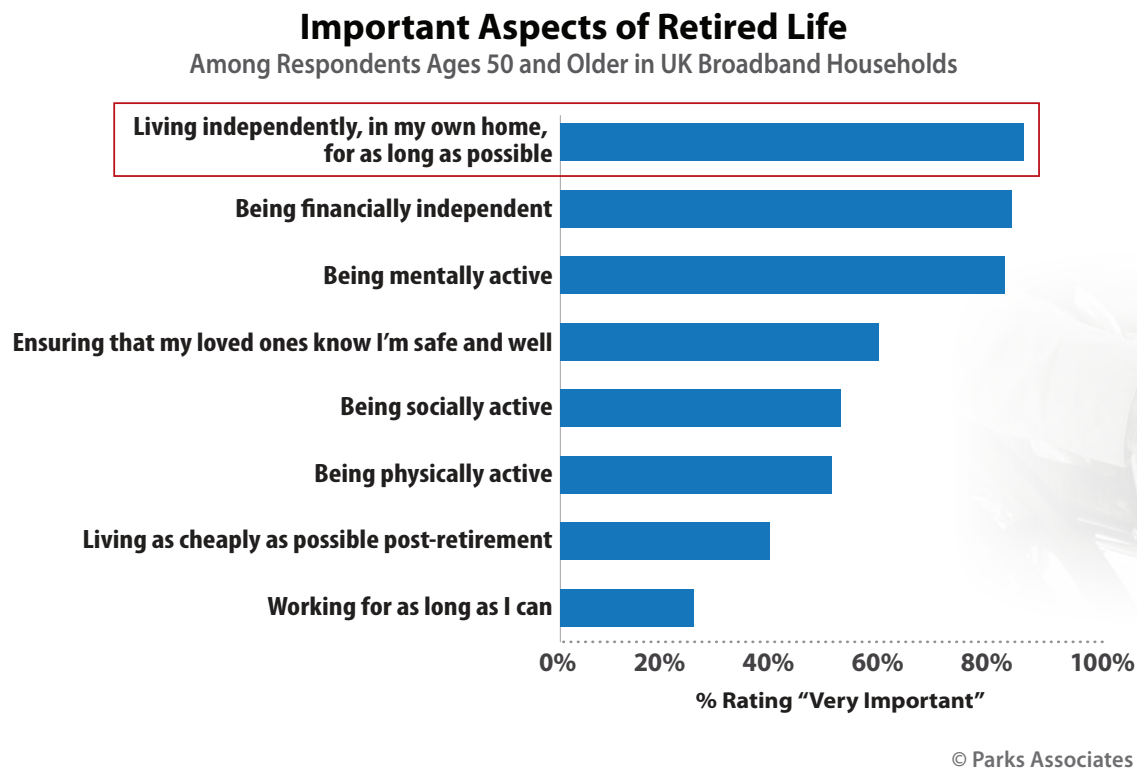 Important Aspects of Retired Life
Among Respondents Ages 50 and Older in UK Broadband Households
Living independently, in my own home,
for as long as possible
Being financially independent
Being mentally active
Ensuring that my loved ones know I’m safe and well
Being socially active
Being physically active
Living as cheaply as possible post-retirement
Working for as long as I can
0% 20% 40% 60% 80% 100%
% Rating “Very Important”
© Parks Associates